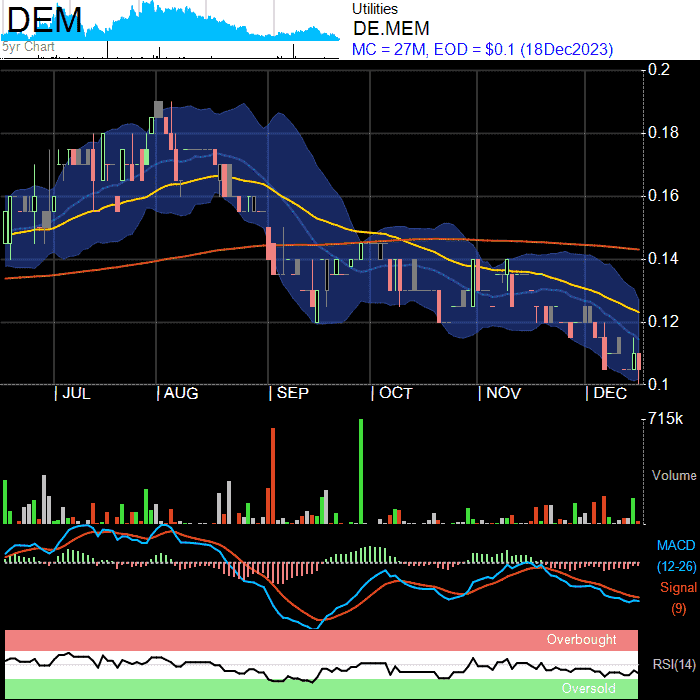 DEM
5yr Chart
Utilities
DE.MEM
MC = 27M, EOD = $0.1 (18Dec2023)
0.2
0.18
0.16
0.14
0.12
0.1
JUL
AUG
SEP
OCT
NOV
DEC
715k
Volume
MACD
(12-26)
Signal
(9)
Overbought
RSI(14)
Oversold